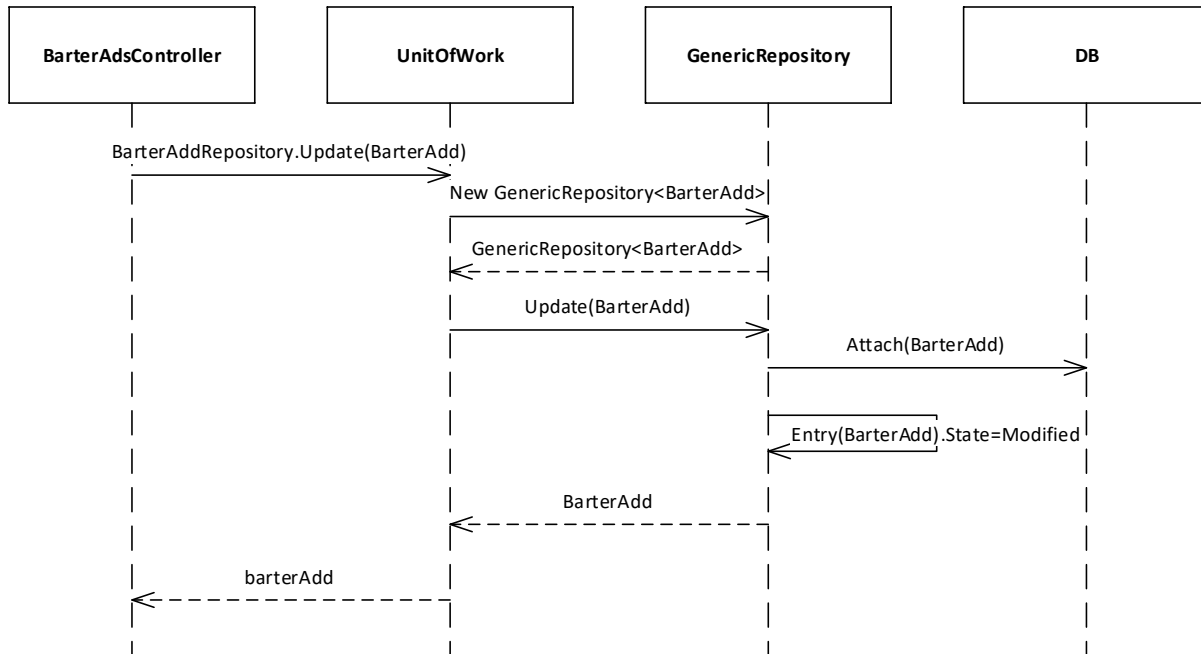 BarterAdsController
UnitOfWork
GenericRepository
DB
BarterAddRepository.Update(BarterAdd)
New GenericRepository<BarterAdd>
GenericRepository<BarterAdd>
Update(BarterAdd)
Attach(BarterAdd)
Entry(BarterAdd).State=Modified
BarterAdd
barterAdd